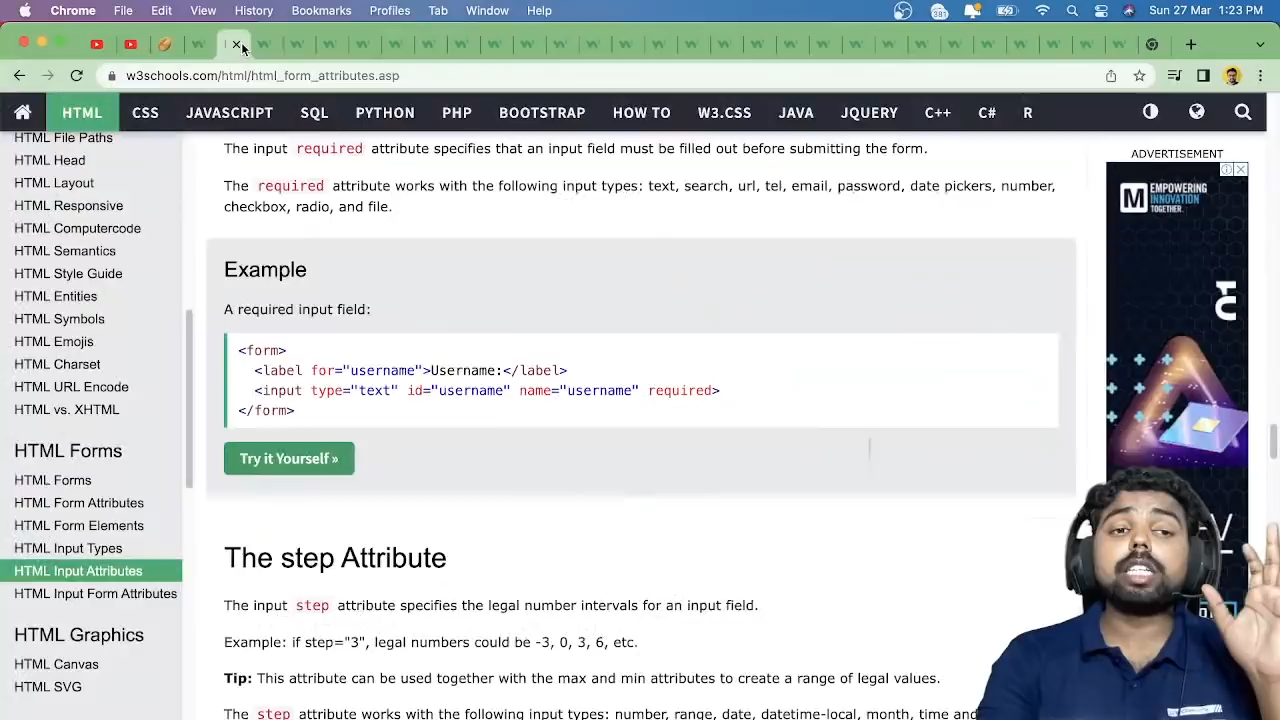 Chrome File Edit View History Bookmarks Profiles Tab Window Help 381 Sun 27 Mar 1:23 PM
w3schools.com/html/html_form_attributes.asp
HTML CSS JAVASCRIPT SQL PYTHON PHP BOOTSTRAP HOW TO W3.CSS JAVA JQUERY C++ C# R
HTML File Paths
HTML Head
HTML Layout
HTML Responsive
HTML Computercode
HTML Semantics
HTML Style Guide
HTML Entities
HTML Symbols
HTML Emojis
HTML Charset
HTML URL Encode
HTML vs. XHTML
HTML Forms
HTML Forms
HTML Form Attributes
HTML Form Elements
HTML Input Types
HTML Input Attributes
HTML Input Form Attributes
HTML Graphics
HTML Canvas
HTML SVG
The input required attribute specifies that an input field must be filled out before submitting the form.
The required attribute works with the following input types: text, search, url, tel, email, password, date pickers, number,
checkbox, radio, and file.
Example
A required input field:
<form>
<label for="username">Username:</label>
<input type="text" id="username" name="username" required>
</form>
Try it Yourself »
The step Attribute
The input step attribute specifies the legal number intervals for an input field.
Example: if step="3", legal numbers could be -3, 0, 3, 6, etc.
Tip: This attribute can be used together with the max and min attributes to create a range of legal values.
The step attribute works with the following input types: number, range, date, datetime-local, month, time and
ADVERTISEMENT
M EMPOWERING
INNOVATION
TOGETHER.